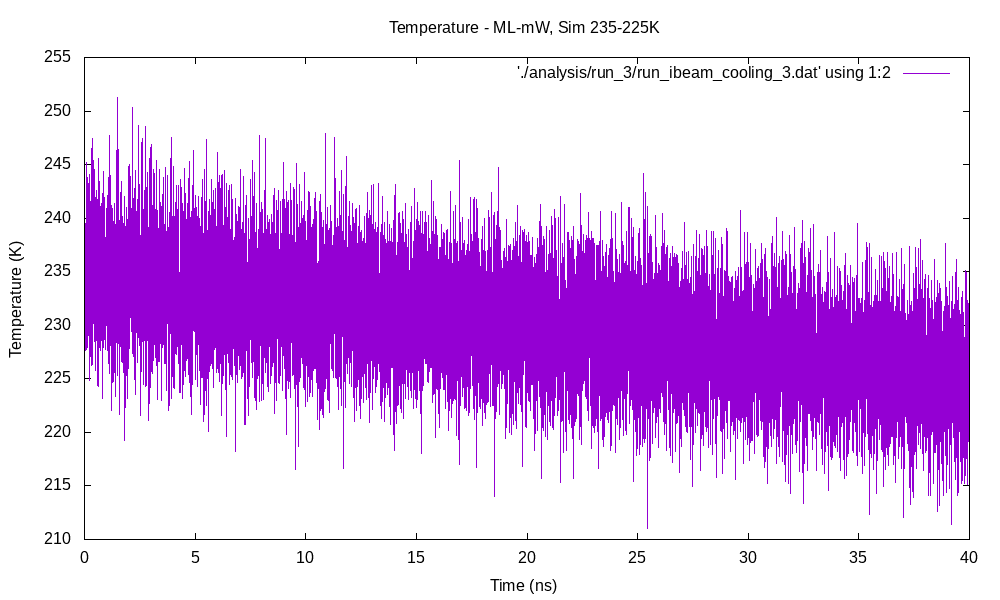 Temperature - ML-mW, Sim 235-225K
'./analysis/run_3/run_ibeam_cooling_3.dat' using 1:2
255
250
245
240
235
230
225
220
215
210
Temperature (K)
0 5 10 15 20 25 30 35 40
Time (ns)